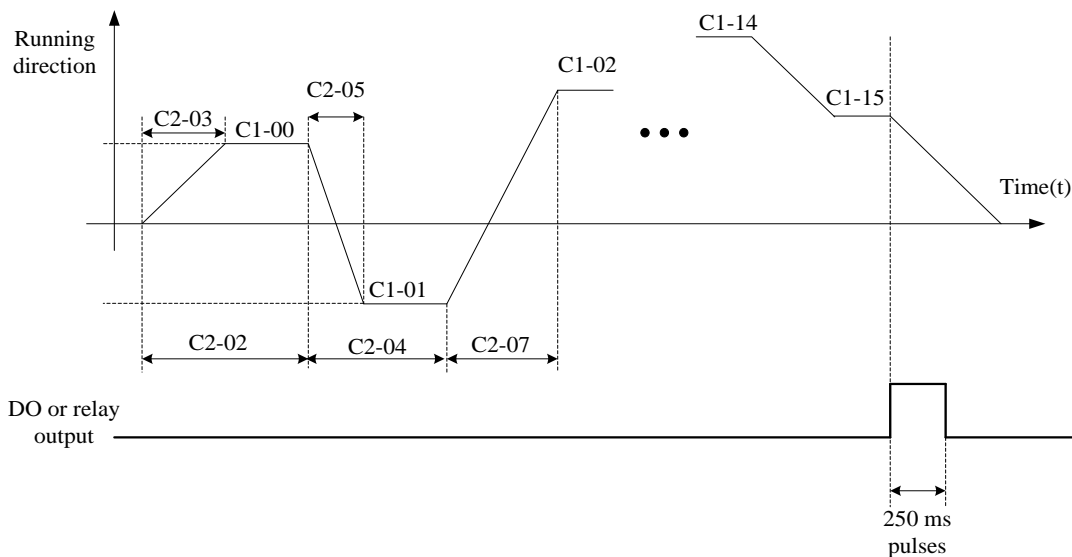 Running
direction
C2-03
C1-00
C2-05
C1-02
C1-14
C1-15
Time(t)
C1-01
C2-02
C2-04
C2-07
DO or relay
output
250 ms
pulses